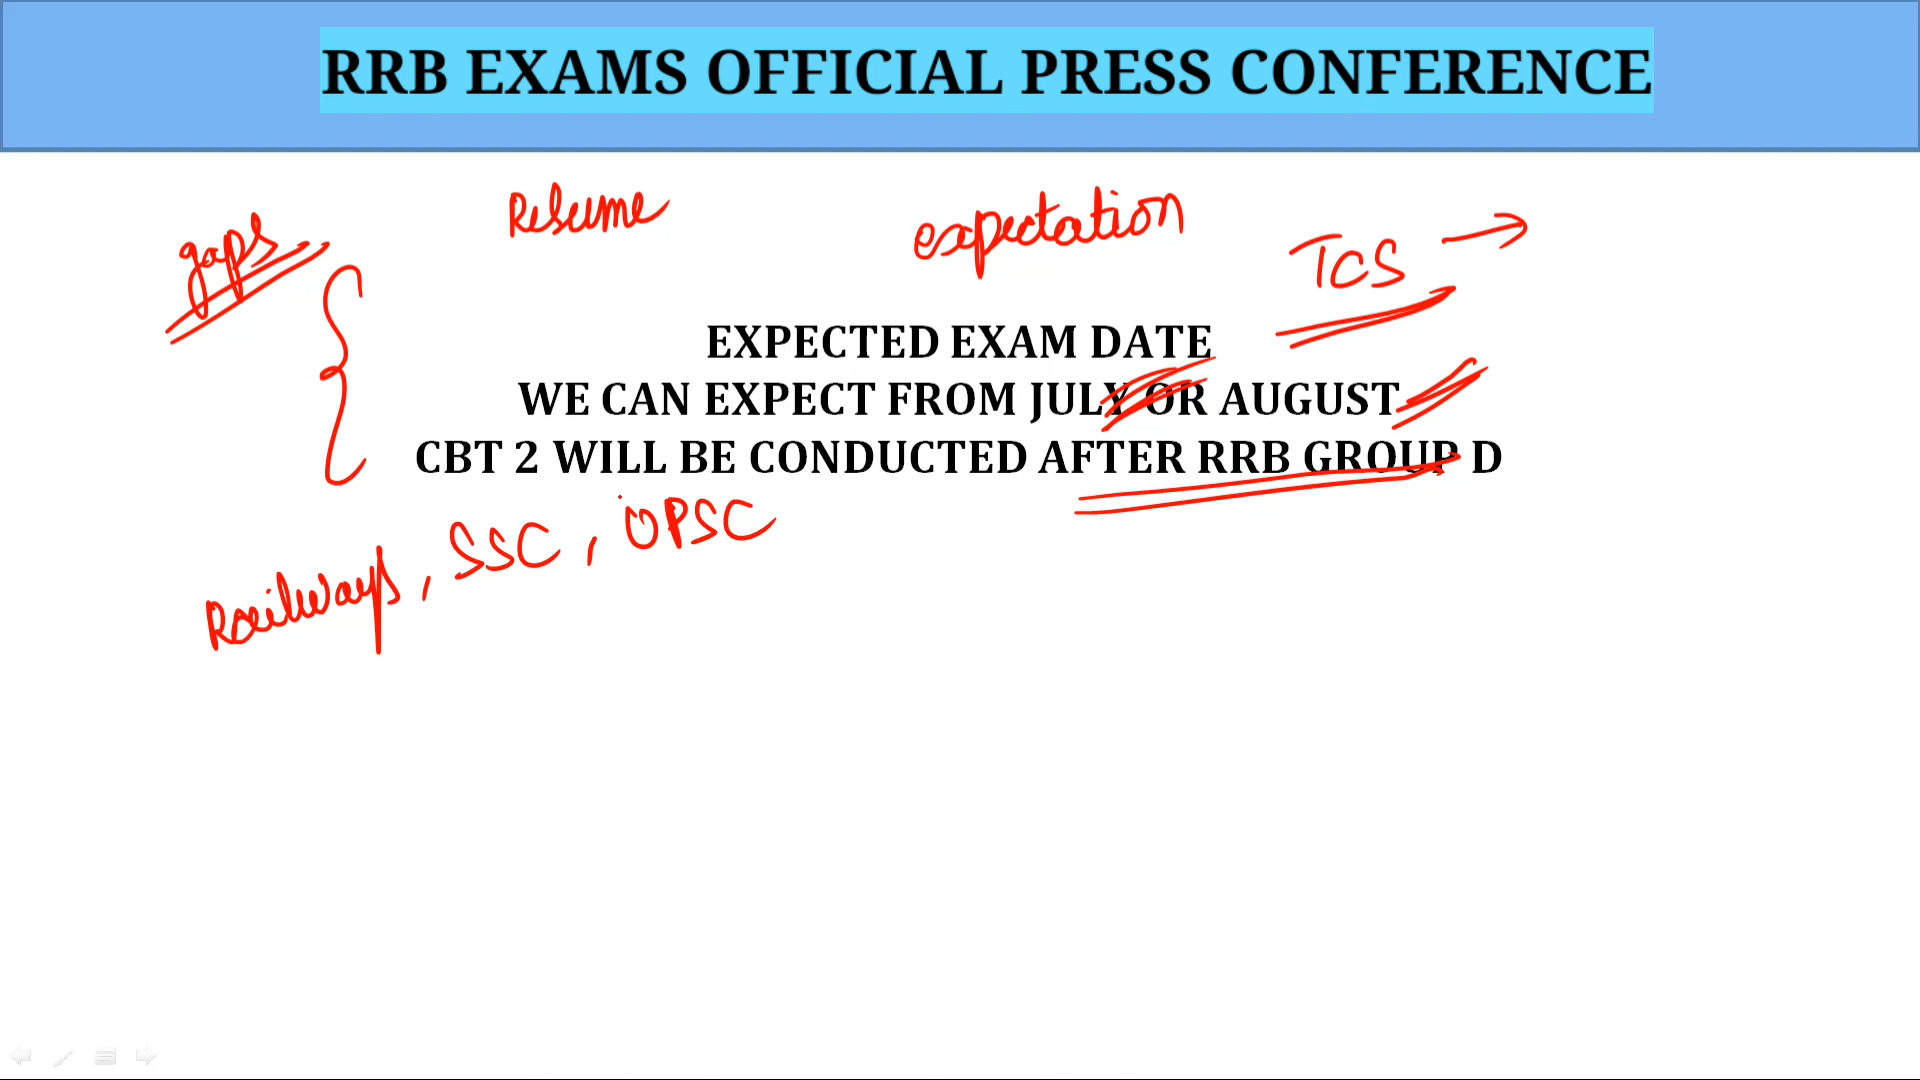 RRB EXAMS OFFICIAL PRESS CONFERENCE
gaps
Resume
expectation
TCS
EXPECTED EXAM DATE
WE CAN EXPECT FROM JULY OR AUGUST
CBT 2 WILL BE CONDUCTED AFTER RRB GROUP D
Railways, SSC, OPSC